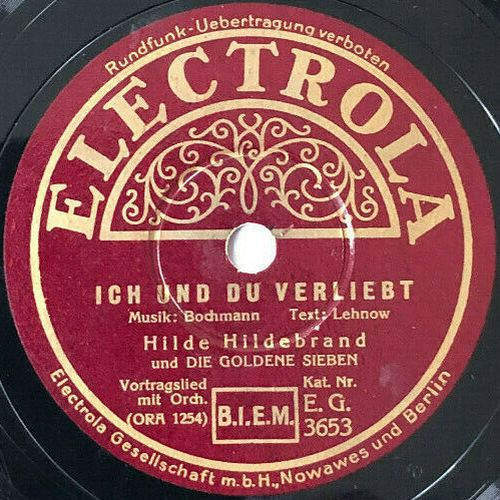 Rundfunk-Uebertragung verboten
ELECTROLA
ICH UND DU VERLIEBT
Musik: Bochmann Text: Lehnow
Hilde Hildebrand
und DIE GOLDENE SIEBEN
Vortragslied
mit Orch.
(ORA 1254)
B.I.E.M.
Kat. Nr.
E. G.
3653
Electrola Gesellschaft m.b.H., Nowawes und Berlin